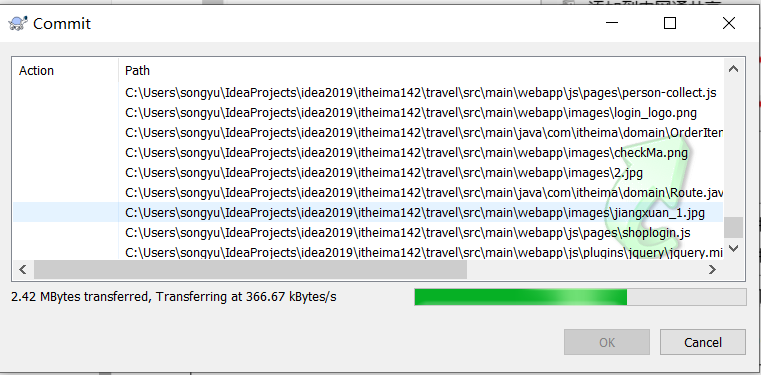 Commit
Action Path
C:\Users\songyu\IdeaProjects\idea2019\itheima142\travel\src\main\webapp\js\pages\person-collect.js
C:\Users\songyu\IdeaProjects\idea2019\itheima142\travel\src\main\webapp\images\login_logo.png
C:\Users\songyu\IdeaProjects\idea2019\itheima142\travel\src\main\java\com\itheima\domain\OrderIten
C:\Users\songyu\IdeaProjects\idea2019\itheima142\travel\src\main\webapp\images\checkMa.png
C:\Users\songyu\IdeaProjects\idea2019\itheima142\travel\src\main\webapp\images\2.jpg
C:\Users\songyu\IdeaProjects\idea2019\itheima142\travel\src\main\java\com\itheima\domain\Route.jav
C:\Users\songyu\IdeaProjects\idea2019\itheima142\travel\src\main\webapp\images\jiangxuan_1.jpg
C:\Users\songyu\IdeaProjects\idea2019\itheima142\travel\src\main\webapp\js\pages\shoplogin.js
C:\Users\songyu\IdeaProjects\idea2019\itheima142\travel\src\main\webapp\js\plugins\jquery\jquery.mi
2.42 MBytes transferred, Transferring at 366.67 kBytes/s
OK Cancel